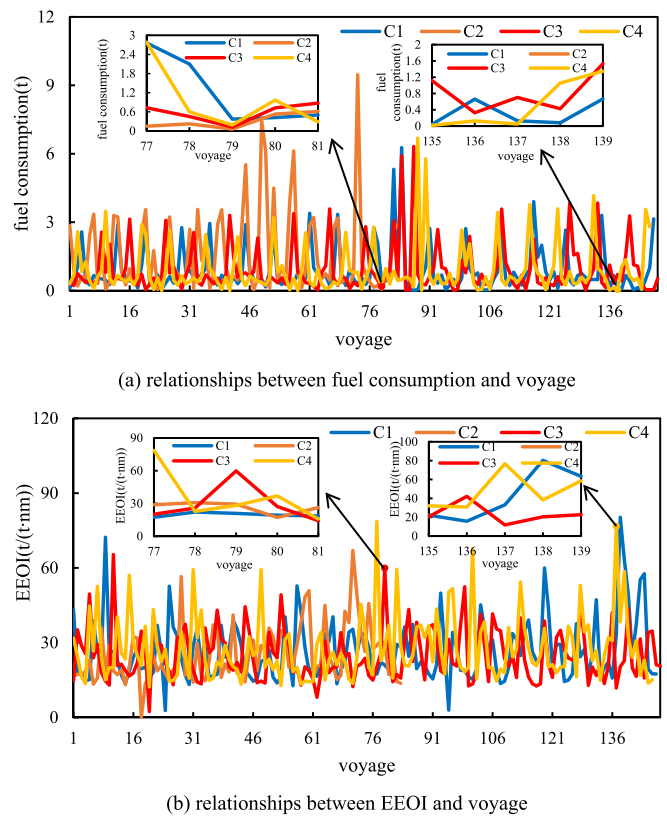 12
9
6
3
0
fuel consumption(t)
C1 C2 C3 C4
3
2.4
1.8
1.2
0.6
0
fuel consumption(t)
C1 C2
C3 C4
77 78 79 80 81
voyage
2
1.6
1.2
0.8
0.4
0
fuel
consumption(t)
C1 C2
C3 C4
135 136 137 138 139
voyage
1 16 31 46 61 76 91 106 121 136
voyage
(a) relationships between fuel consumption and voyage
120
90
60
30
0
EEOI(t/(t·nm))
C1 C2 C3 C4
90
60
30
0
EEOI(t/(t·nm))
C1 C2
C3 C4
77 78 79 80 81
voyage
100
80
60
40
20
0
EEOI(t/(t·nm))
C1 C2
C3 C4
135 136 137 138 139
voyage
1 16 31 46 61 76 91 106 121 136
voyage
(b) relationships between EEOI and voyage